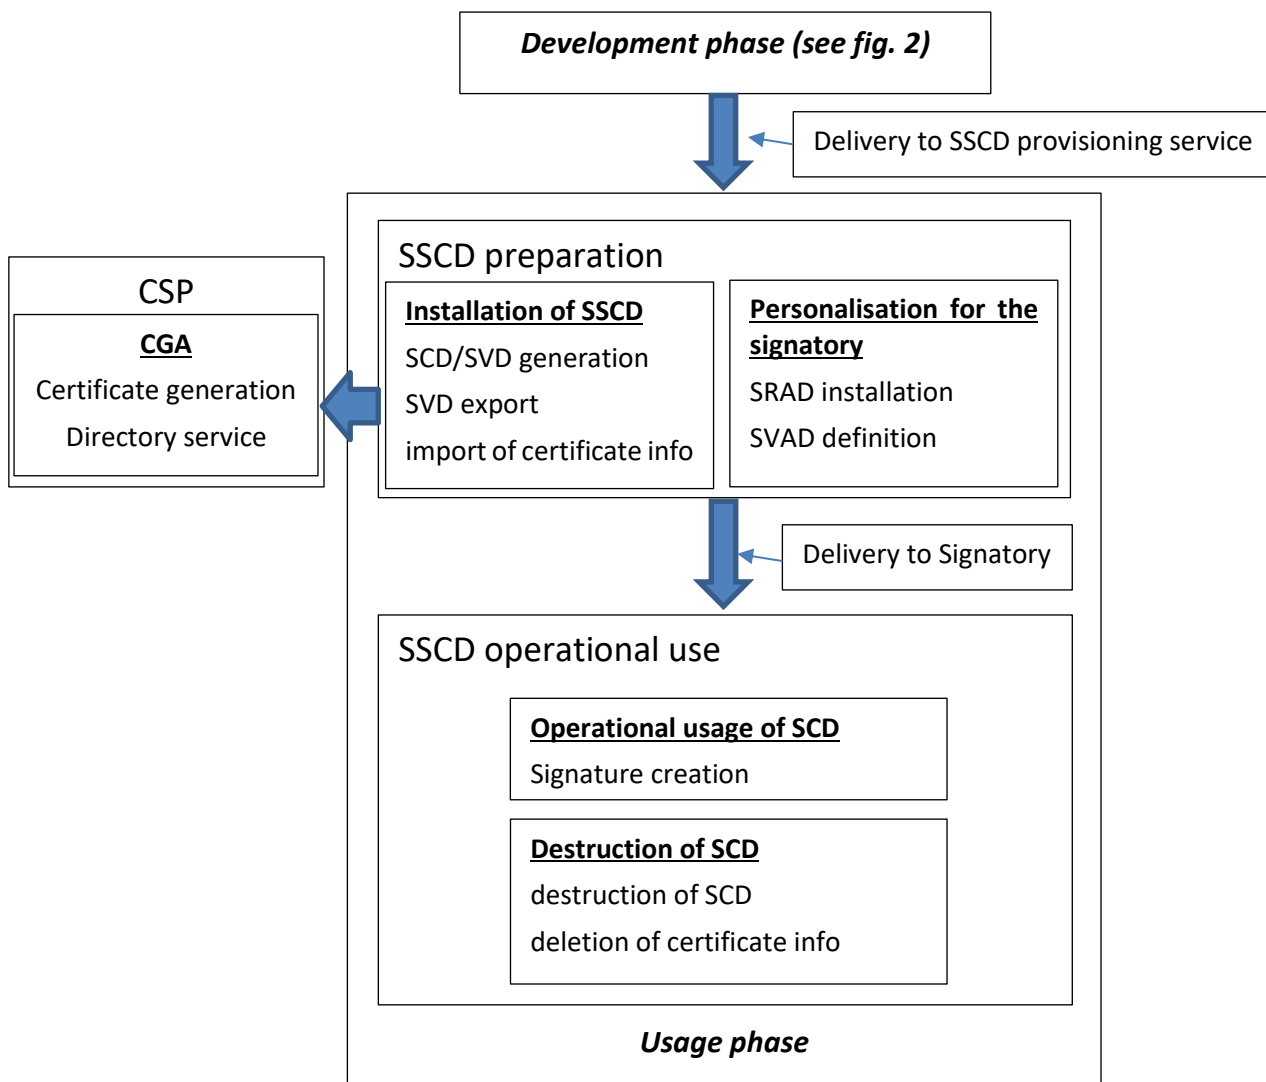 Development phase (see fig. 2)
Delivery to SSCD provisioning service
SSCD preparation
CSP
CGA
Certificate generation
Directory service
Installation of SSCD
SCD/SVD generation
SVD export
import of certificate info
Personalisation for the
signatory
SRAD installation
SVAD definition
Delivery to Signatory
SSCD operational use
Operational usage of SCD
Signature creation
Destruction of SCD
destruction of SCD
deletion of certificate info
Usage phase